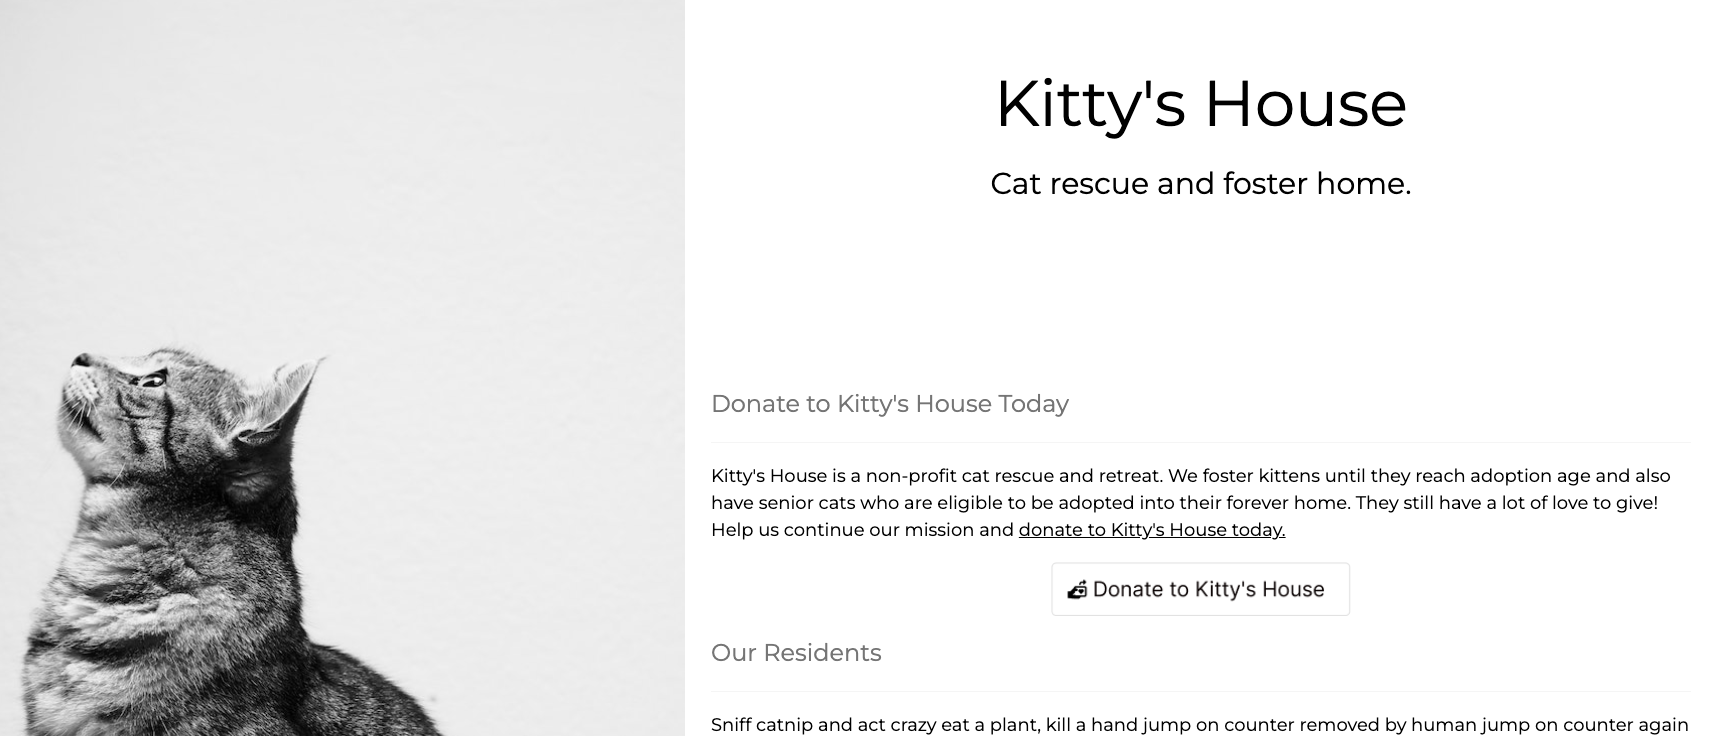 Kitty's House
Cat rescue and foster home.
Donate to Kitty's House Today
Kitty's House is a non-profit cat rescue and retreat. We foster kittens until they reach adoption age and also
have senior cats who are eligible to be adopted into their forever home. They still have a lot of love to give!
Help us continue our mission and donate to Kitty's House today.
Donate to Kitty's House
Our Residents
Sniff catnip and act crazy eat a plant, kill a hand jump on counter removed by human jump on counter again